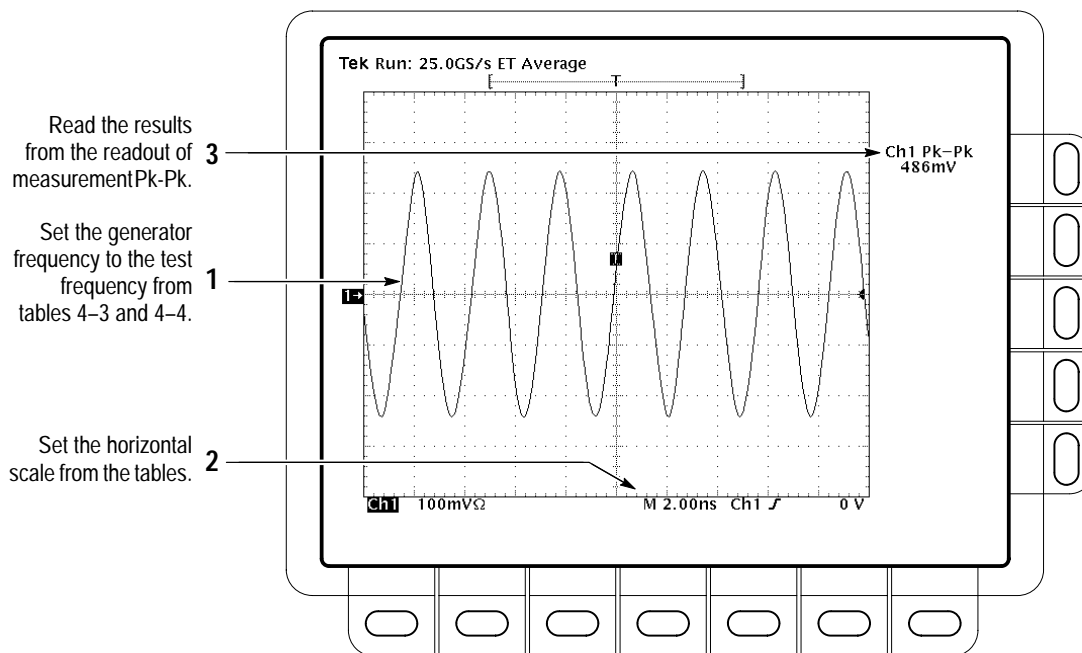 Tek Run: 25.0GS/s ET Average
[ T ]
Read the results
from the readout of 3
measurement Pk-Pk.
Ch1 Pk–Pk
486mV
Set the generator
frequency to the test
frequency from 1
tables 4–3 and 4–4.
T
1→
Set the horizontal
scale from the tables. 2
Ch1 100mVΩ M 2.00ns Ch1 ƒ 0 V